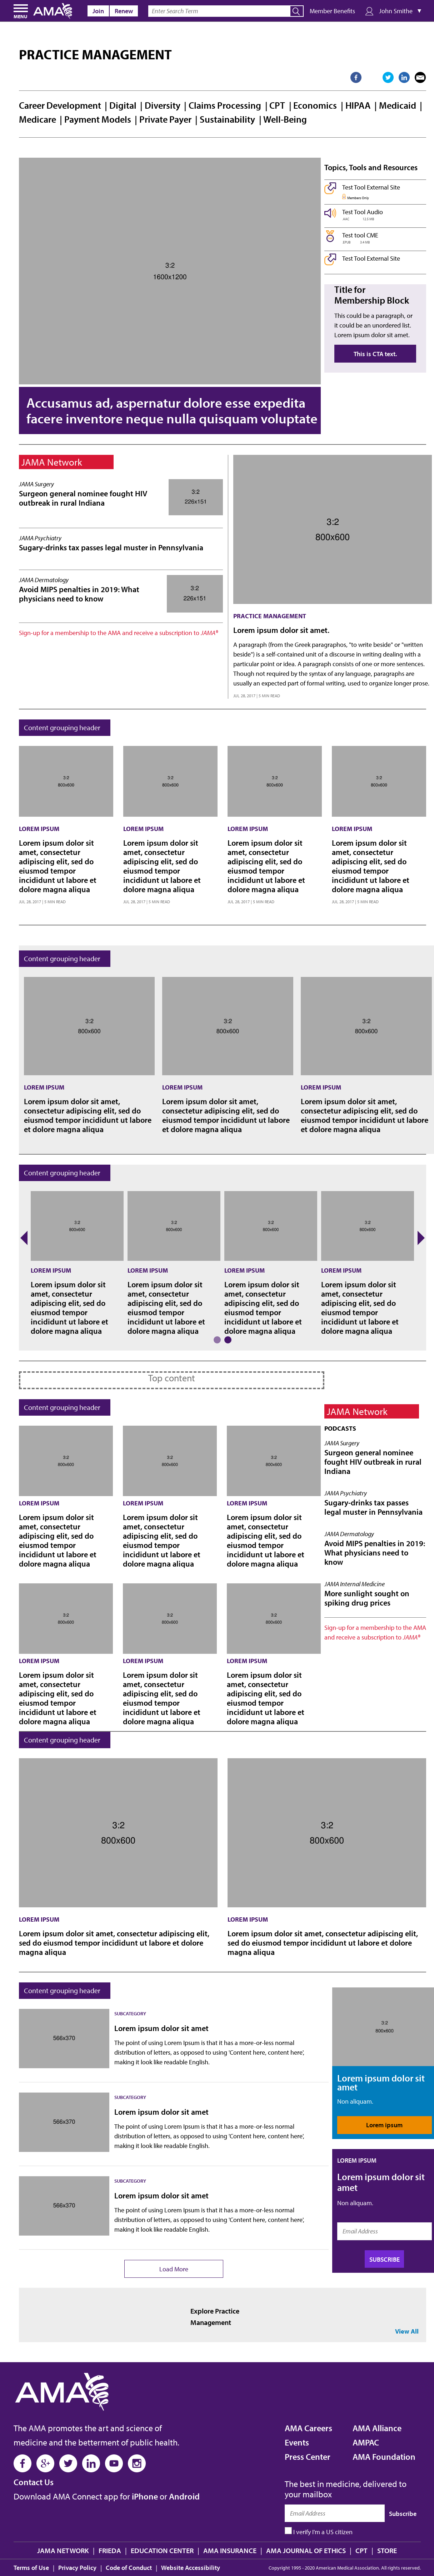 MENU
AMA
Join
Renew
Enter Search Term
Member Benefits
John Smithe
PRACTICE MANAGEMENT
Career Development | Digital | Diversity | Claims Processing | CPT | Economics | HIPAA | Medicaid |
Medicare | Payment Models | Private Payer | Sustainability | Well-Being
3:2
1600x1200
Accusamus ad, aspernatur dolore esse expedita
facere inventore neque nulla quisquam voluptate
Topics, Tools and Resources
Test Tool External Site
Members Only
Test Tool Audio
Test tool CME
Test Tool External Site
Title for
Membership Block
This could be a paragraph, or
it could be an unordered list.
Lorem ipsum dolor sit amet.
This is CTA text.
JAMA Network
JAMA Surgery
Surgeon general nominee fought HIV
outbreak in rural Indiana
3:2
226x151
JAMA Psychiatry
Sugary-drinks tax passes legal muster in Pennsylvania
JAMA Dermatology
Avoid MIPS penalties in 2019: What
physicians need to know
3:2
226x151
Sign-up for a membership to the AMA and receive a subscription to JAMA®
3:2
800x600
PRACTICE MANAGEMENT
Lorem ipsum dolor sit amet.
A paragraph (from the Greek paragraphos, "to write beside" or "written
beside") is a self-contained unit of a discourse in writing dealing with a
particular point or idea. A paragraph consists of one or more sentences.
Though not required by the syntax of any language, paragraphs are
usually an expected part of formal writing, used to organize longer prose.
JUL 28, 2017 | 5 MIN READ
Content grouping header
3:2
800x600
LOREM IPSUM
Lorem ipsum dolor sit
amet, consectetur
adipiscing elit, sed do
eiusmod tempor
incididunt ut labore et
dolore magna aliqua
JUL 28, 2017 | 5 MIN READ
3:2
800x600
LOREM IPSUM
Lorem ipsum dolor sit
amet, consectetur
adipiscing elit, sed do
eiusmod tempor
incididunt ut labore et
dolore magna aliqua
JUL 28, 2017 | 5 MIN READ
3:2
800x600
LOREM IPSUM
Lorem ipsum dolor sit
amet, consectetur
adipiscing elit, sed do
eiusmod tempor
incididunt ut labore et
dolore magna aliqua
JUL 28, 2017 | 5 MIN READ
3:2
800x600
LOREM IPSUM
Lorem ipsum dolor sit
amet, consectetur
adipiscing elit, sed do
eiusmod tempor
incididunt ut labore et
dolore magna aliqua
JUL 28, 2017 | 5 MIN READ
Content grouping header
3:2
800x600
LOREM IPSUM
Lorem ipsum dolor sit amet,
consectetur adipiscing elit, sed do
eiusmod tempor incididunt ut labore
et dolore magna aliqua
3:2
800x600
LOREM IPSUM
Lorem ipsum dolor sit amet,
consectetur adipiscing elit, sed do
eiusmod tempor incididunt ut labore
et dolore magna aliqua
3:2
800x600
LOREM IPSUM
Lorem ipsum dolor sit amet,
consectetur adipiscing elit, sed do
eiusmod tempor incididunt ut labore
et dolore magna aliqua
Content grouping header
3:2
800x600
LOREM IPSUM
Lorem ipsum dolor sit
amet, consectetur
adipiscing elit, sed do
eiusmod tempor
incididunt ut labore et
dolore magna aliqua
3:2
800x600
LOREM IPSUM
Lorem ipsum dolor sit
amet, consectetur
adipiscing elit, sed do
eiusmod tempor
incididunt ut labore et
dolore magna aliqua
3:2
800x600
LOREM IPSUM
Lorem ipsum dolor sit
amet, consectetur
adipiscing elit, sed do
eiusmod tempor
incididunt ut labore et
dolore magna aliqua
3:2
800x600
LOREM IPSUM
Lorem ipsum dolor sit
amet, consectetur
adipiscing elit, sed do
eiusmod tempor
incididunt ut labore et
dolore magna aliqua
Top content
Content grouping header
3:2
800x600
LOREM IPSUM
Lorem ipsum dolor sit
amet, consectetur
adipiscing elit, sed do
eiusmod tempor
incididunt ut labore et
dolore magna aliqua
3:2
800x600
LOREM IPSUM
Lorem ipsum dolor sit
amet, consectetur
adipiscing elit, sed do
eiusmod tempor
incididunt ut labore et
dolore magna aliqua
3:2
800x600
LOREM IPSUM
Lorem ipsum dolor sit
amet, consectetur
adipiscing elit, sed do
eiusmod tempor
incididunt ut labore et
dolore magna aliqua
3:2
800x600
LOREM IPSUM
Lorem ipsum dolor sit
amet, consectetur
adipiscing elit, sed do
eiusmod tempor
incididunt ut labore et
dolore magna aliqua
3:2
800x600
LOREM IPSUM
Lorem ipsum dolor sit
amet, consectetur
adipiscing elit, sed do
eiusmod tempor
incididunt ut labore et
dolore magna aliqua
3:2
800x600
LOREM IPSUM
Lorem ipsum dolor sit
amet, consectetur
adipiscing elit, sed do
eiusmod tempor
incididunt ut labore et
dolore magna aliqua
JAMA Network
PODCASTS
JAMA Surgery
Surgeon general nominee
fought HIV outbreak in rural
Indiana
JAMA Psychiatry
Sugary-drinks tax passes
legal muster in Pennsylvania
JAMA Dermatology
Avoid MIPS penalties in 2019:
What physicians need to
know
JAMA Internal Medicine
More sunlight sought on
spiking drug prices
Sign-up for a membership to the AMA
and receive a subscription to JAMA®
Content grouping header
3:2
800x600
LOREM IPSUM
Lorem ipsum dolor sit amet, consectetur adipiscing elit,
sed do eiusmod tempor incididunt ut labore et dolore
magna aliqua
3:2
800x600
LOREM IPSUM
Lorem ipsum dolor sit amet, consectetur adipiscing elit,
sed do eiusmod tempor incididunt ut labore et dolore
magna aliqua
Content grouping header
566x370
SUBCATEGORY
Lorem ipsum dolor sit amet
The point of using Lorem Ipsum is that it has a more-or-less normal
distribution of letters, as opposed to using 'Content here, content here',
making it look like readable English.
566x370
SUBCATEGORY
Lorem ipsum dolor sit amet
The point of using Lorem Ipsum is that it has a more-or-less normal
distribution of letters, as opposed to using 'Content here, content here',
making it look like readable English.
566x370
SUBCATEGORY
Lorem ipsum dolor sit amet
The point of using Lorem Ipsum is that it has a more-or-less normal
distribution of letters, as opposed to using 'Content here, content here',
making it look like readable English.
Load More
3:2
800x600
Lorem ipsum dolor sit
amet
Non aliquam.
Lorem ipsum
LOREM IPSUM
Lorem ipsum dolor sit
amet
Non aliquam.
Email Address
SUBSCRIBE
Explore Practice
Management
View All
AMA
The AMA promotes the art and science of
medicine and the betterment of public health.
Contact Us
Download AMA Connect app for iPhone or Android
AMA Careers
Events
Press Center
AMA Alliance
AMPAC
AMA Foundation
The best in medicine, delivered to
your mailbox
Email Address
Subscribe
I verify I'm a US citizen
JAMA NETWORK | FRIEDA | EDUCATION CENTER | AMA INSURANCE | AMA JOURNAL OF ETHICS | CPT | STORE
Terms of Use | Privacy Policy | Code of Conduct | Website Accessibility
Copyright 1995 - 2020 American Medical Association. All rights reserved.